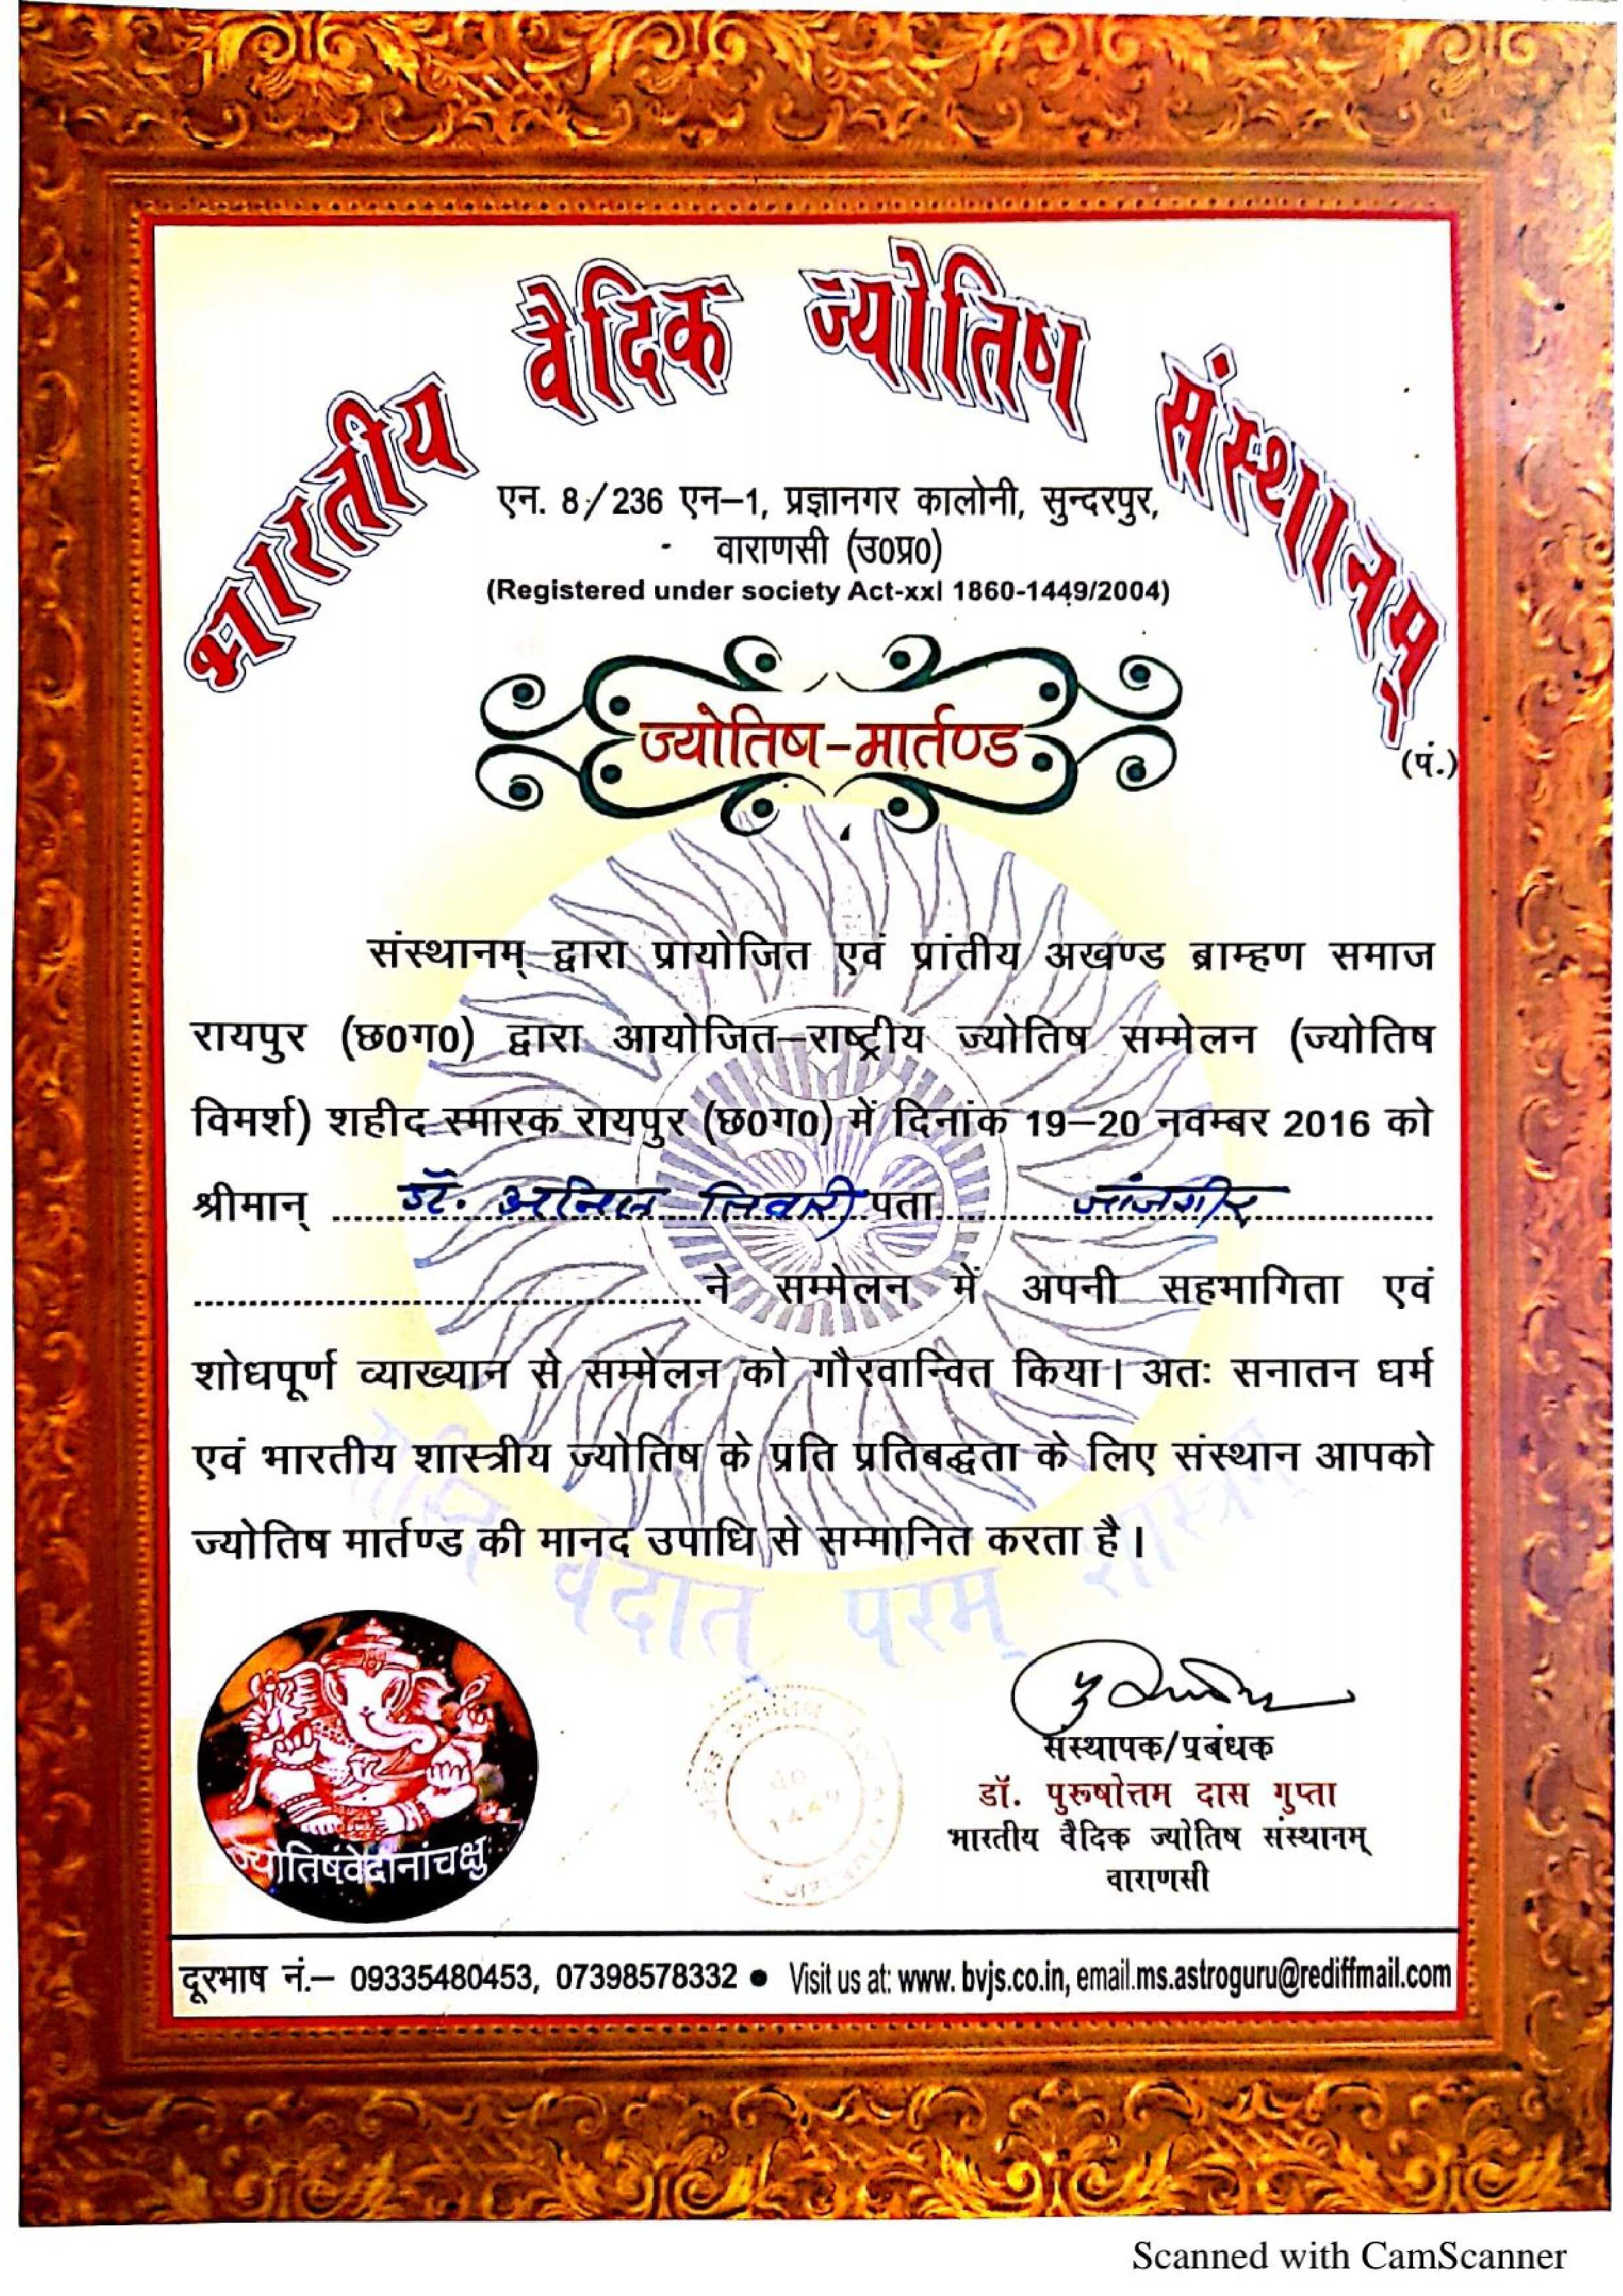 भारतीय वैदिक ज्योतिष संस्थानम्
(पं.)
एन. 8/236 एन–1, प्रज्ञानगर कालोनी, सुन्दरपुर,
वाराणसी (उ0प्र0)
(Registered under society Act-xxI 1860-1449/2004)
ज्योतिष-मार्तण्ड
संस्थानम् द्वारा प्रायोजित एवं प्रांतीय अखण्ड ब्राम्हण समाज
रायपुर (छ0ग0) द्वारा आयोजित–राष्ट्रीय ज्योतिष सम्मेलन (ज्योतिष
विमर्श) शहीद स्मारक रायपुर (छ0ग0) में दिनांक 19–20 नवम्बर 2016 को
श्रीमान् डॉ. अनिल तिवारी पता जांजगीर
ने सम्मेलन में अपनी सहभागिता एवं
शोधपूर्ण व्याख्यान से सम्मेलन को गौरवान्वित किया। अतः सनातन धर्म
एवं भारतीय शास्त्रीय ज्योतिष के प्रति प्रतिबद्धता के लिए संस्थान आपको
ज्योतिष मार्तण्ड की मानद उपाधि से सम्मानित करता है।
वेदात् परम् शास्त्रम्
ज्योतिषंवेदानांचक्षु
संस्थापक/प्रबंधक
डॉ. पुरूषोत्तम दास गुप्ता
भारतीय वैदिक ज्योतिष संस्थानम्
वाराणसी
दूरभाष नं.– 09335480453, 07398578332 ● Visit us at: www. bvjs.co.in, email.ms.astroguru@rediffmail.com
Scanned with CamScanner